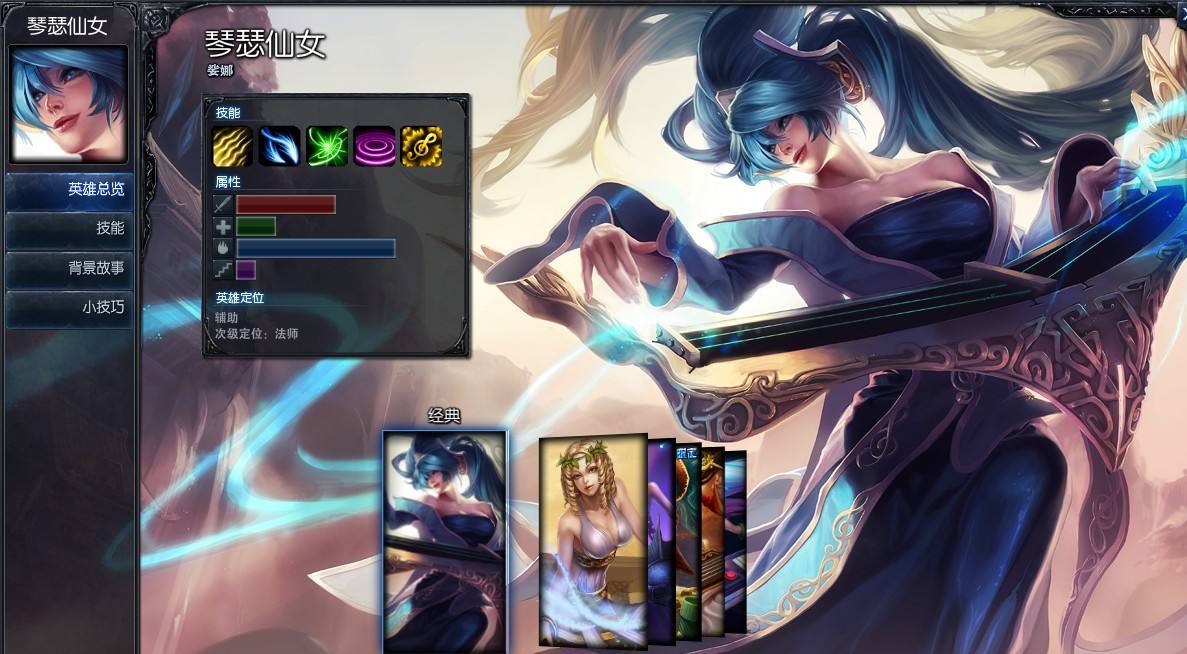 琴瑟仙女
英雄总览
技能
背景故事
小技巧
琴瑟仙女
娑娜
技能
属性
英雄定位
辅助
次级定位：法师
经典